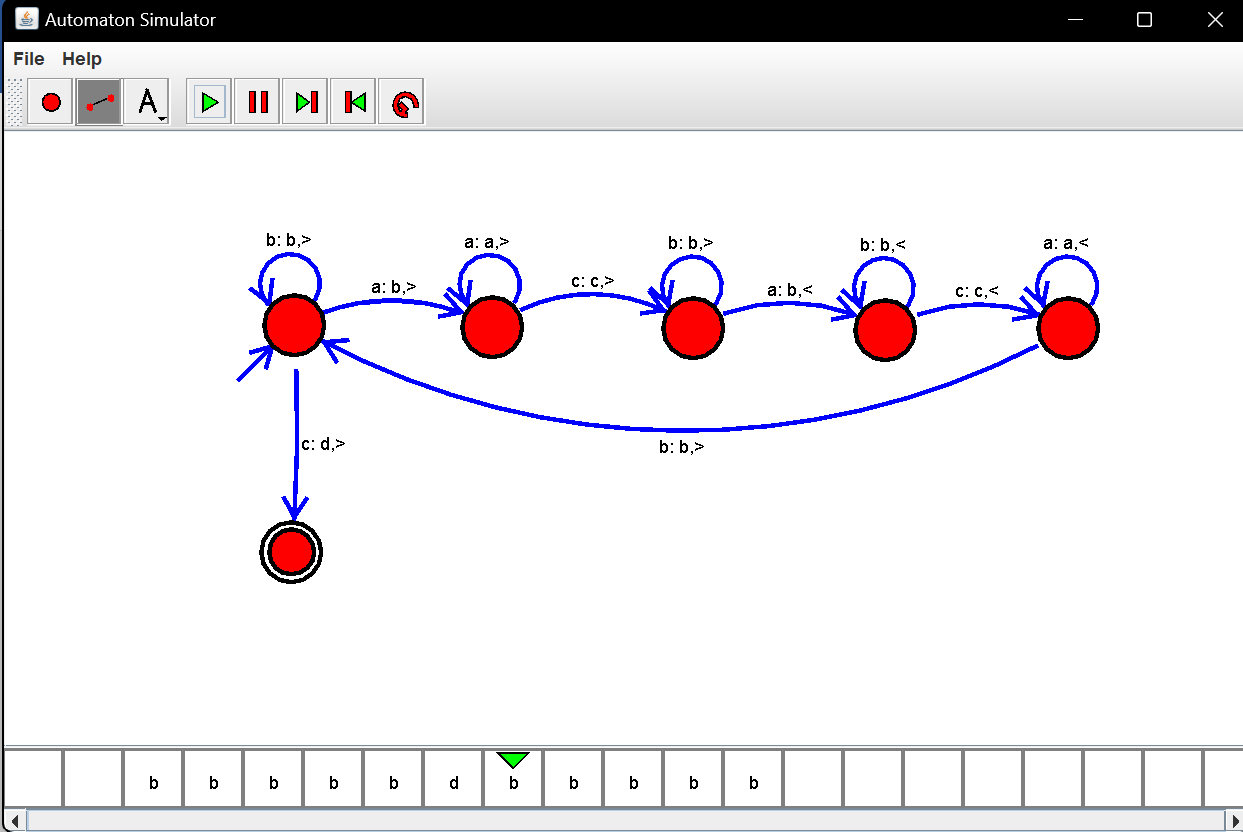 Automaton Simulator
File Help
A
b: b,> a: a,> b: b,> b: b,< a: a,<
a: b,> c: c,> a: b,< c: c,<
c: d,> b: b,>
b b b b b d b b b b b